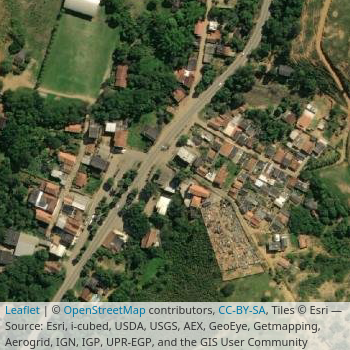 Leaflet | © OpenStreetMap contributors, CC-BY-SA, Tiles © Esri —
Source: Esri, i-cubed, USDA, USGS, AEX, GeoEye, Getmapping,
Aerogrid, IGN, IGP, UPR-EGP, and the GIS User Community